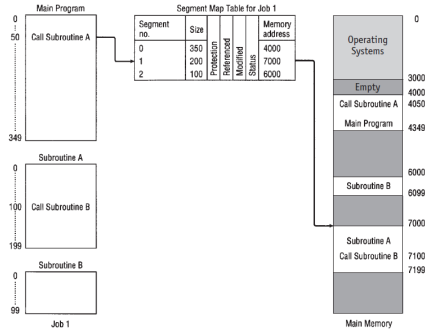 Main Program
0
50
Call Subroutine A
349
Subroutine A
0
100
Call Subroutine B
199
Subroutine B
0
99
Job 1
Segment Map Table for Job 1
Segment no.
Size
Protection
Referenced
Modified
Status
Memory address
0 350 4000
1 200 7000
2 100 6000
0
Operating
Systems
3000
Empty
4000
Call Subroutine A
4050
Main Program
4349
6000
Subroutine B
6099
7000
Subroutine A
Call Subroutine B
7100
7199
Main Memory